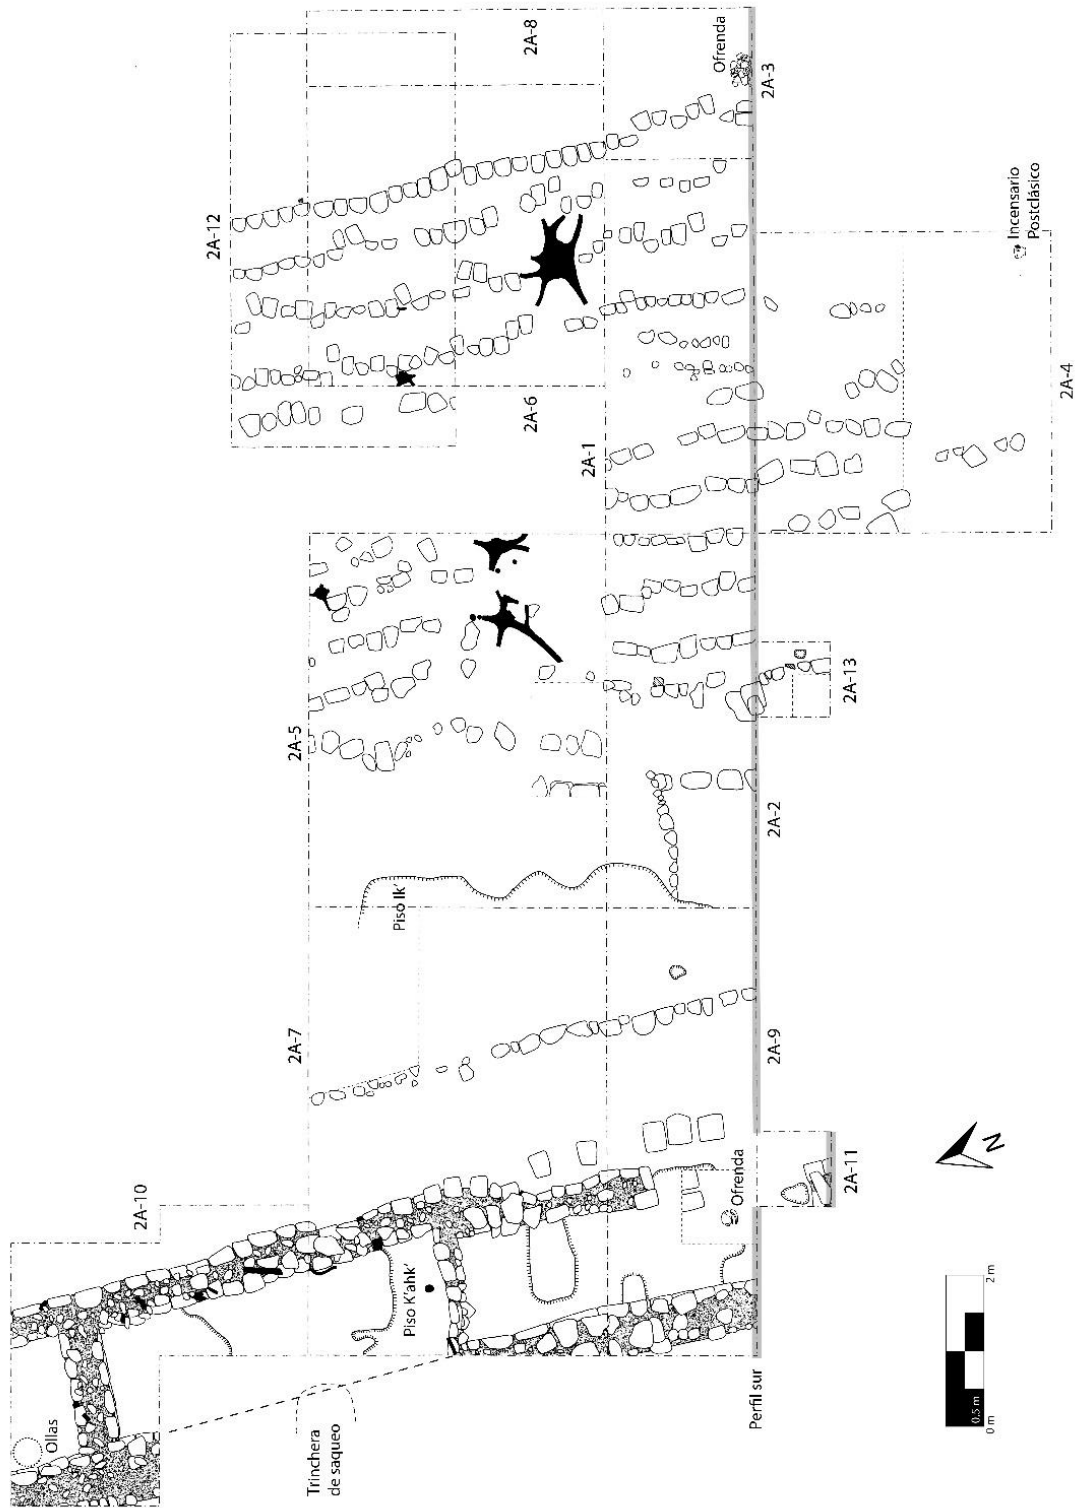 2A-8
Ofrenda
2A-3
2A-12
Incensario
Postclásico
2A-6
2A-1
2A-4
2A-5
2A-13
2A-2
Piso Ik'
2A-7
2A-9
2A-10
Ofrenda
2A-11
Piso K'ahk'
Ollas
Trinchera
de saqueo
Perfil sur
N
0.5 m
0 m
2 m